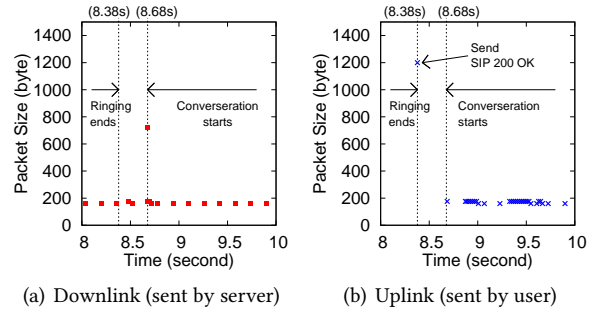 (8.38s) (8.68s)
1400
1200
1000
800
600
400
200
0
Packet Size (byte)
Ringing
ends
Converseration
starts
8 8.5 9 9.5 10
Time (second)
(a) Downlink (sent by server)
(8.38s) (8.68s)
1400
1200
1000
800
600
400
200
0
Packet Size (byte)
Send
SIP 200 OK
Ringing
ends
Converseration
starts
8 8.5 9 9.5 10
Time (second)
(b) Uplink (sent by user)